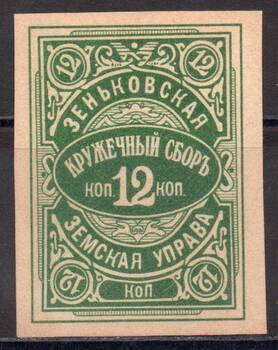 12 12
ЗЕНЬКОВСКАЯ
КРУЖЕЧНЫЙ СБОРЪ
КОП 12 КОП.
ЗЕМСКАЯ УПРАВА
12 КОП 12